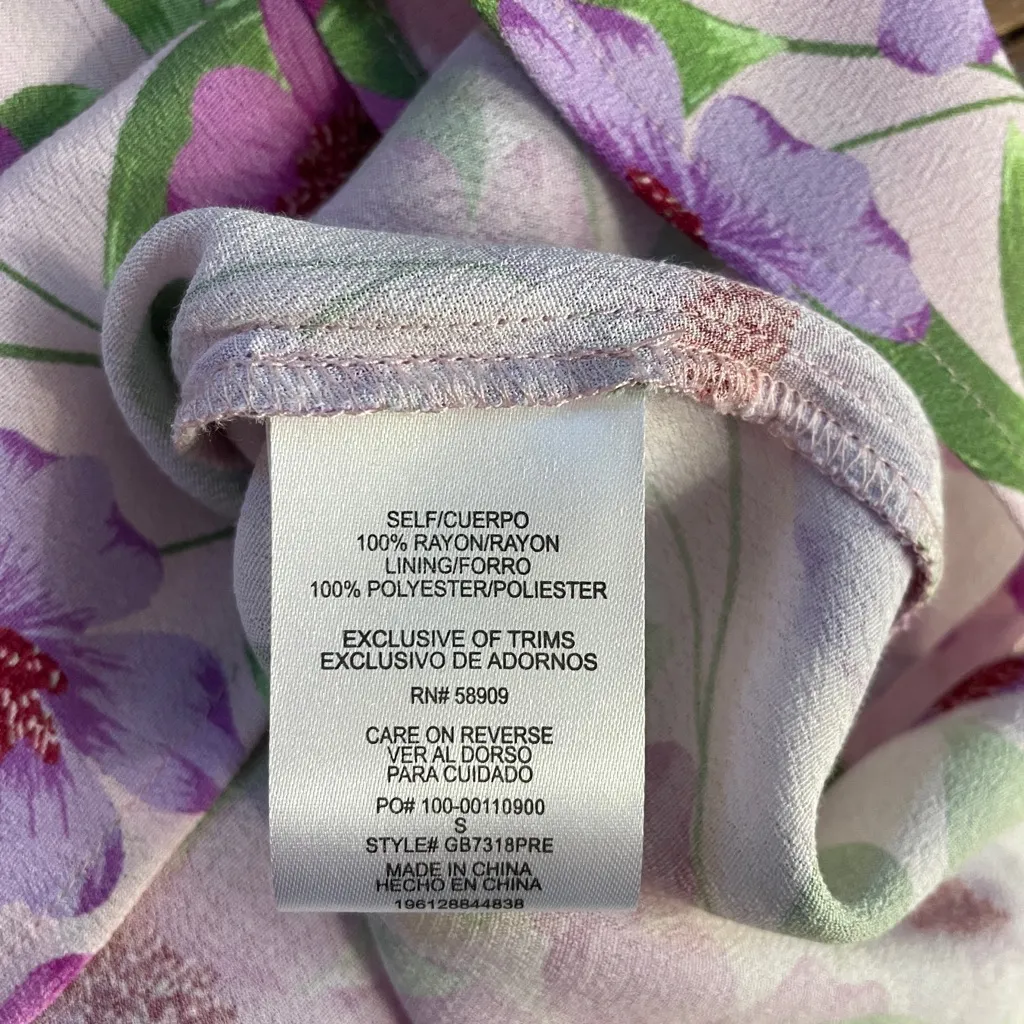 SELF/CUERPO
100% RAYON/RAYON
LINING/FORRO
100% POLYESTER/POLIESTER
EXCLUSIVE OF TRIMS
EXCLUSIVO DE ADORNOS
RN# 58909
CARE ON REVERSE
VER AL DORSO
PARA CUIDADO
PO# 100-00110900
S
STYLE# GB7318PRE
MADE IN CHINA
HECHO EN CHINA
196128844838